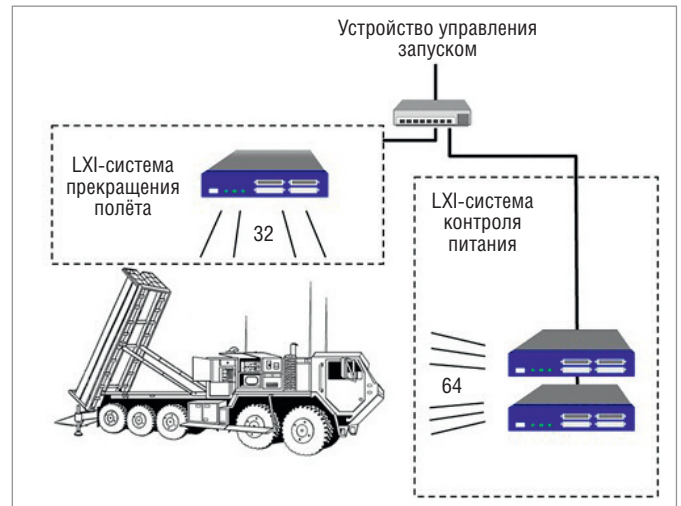 Устройство управления
запуском
LXI-система
прекращения
полёта
32
LXI-система
контроля
питания
64